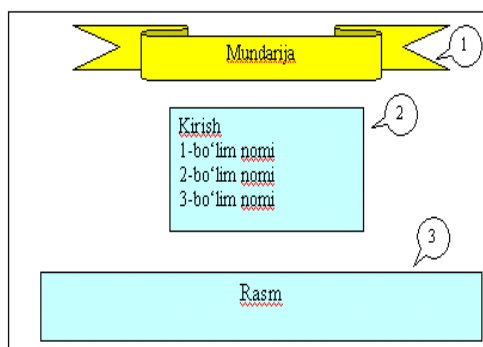 Mundarija
1
2
Kirish
1-bo‘lim nomi
2-bo‘lim nomi
3-bo‘lim nomi
3
Rasm